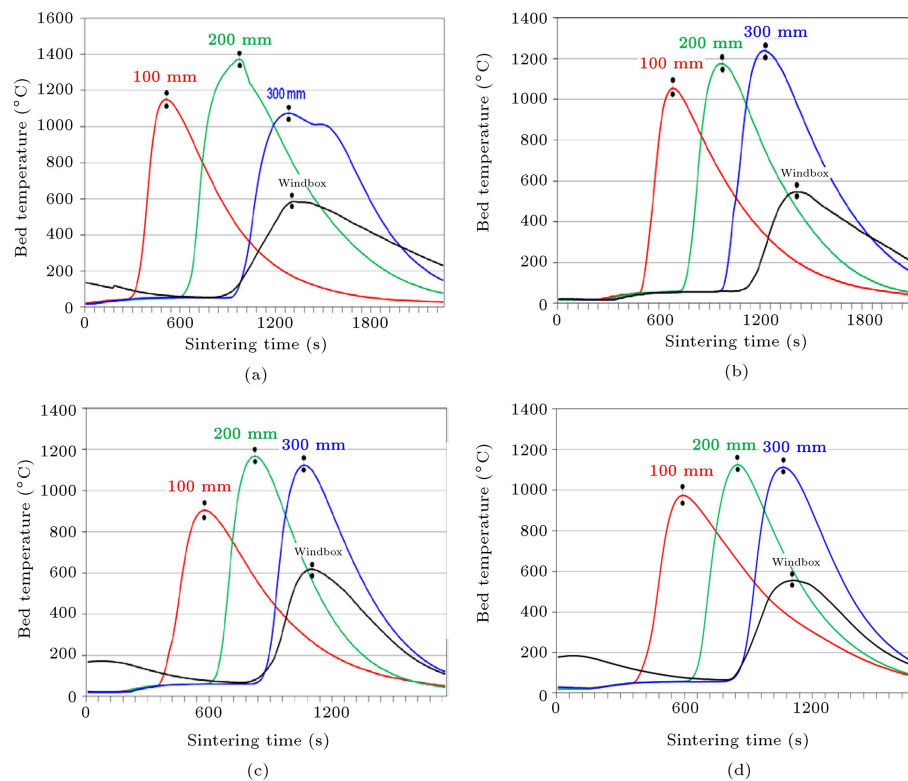 1600
1400
1200
1000
800
600
400
200
0
Bed temperature (°C)
100 mm
200 mm
300 mm
Windbox
0
600
1200
1800
Sintering time (s)
(a)
1400
1200
1000
800
600
400
200
0
Bed temperature (°C)
100 mm
200 mm
300 mm
Windbox
0
600
1200
1800
Sintering time (s)
(b)
1400
1200
1000
800
600
400
200
0
Bed temperature (°C)
100 mm
200 mm
300 mm
Windbox
0
600
1200
Sintering time (s)
(c)
1400
1200
1000
800
600
400
200
0
Bed temperature (°C)
100 mm
200 mm
300 mm
Windbox
0
600
1200
Sintering time (s)
(d)